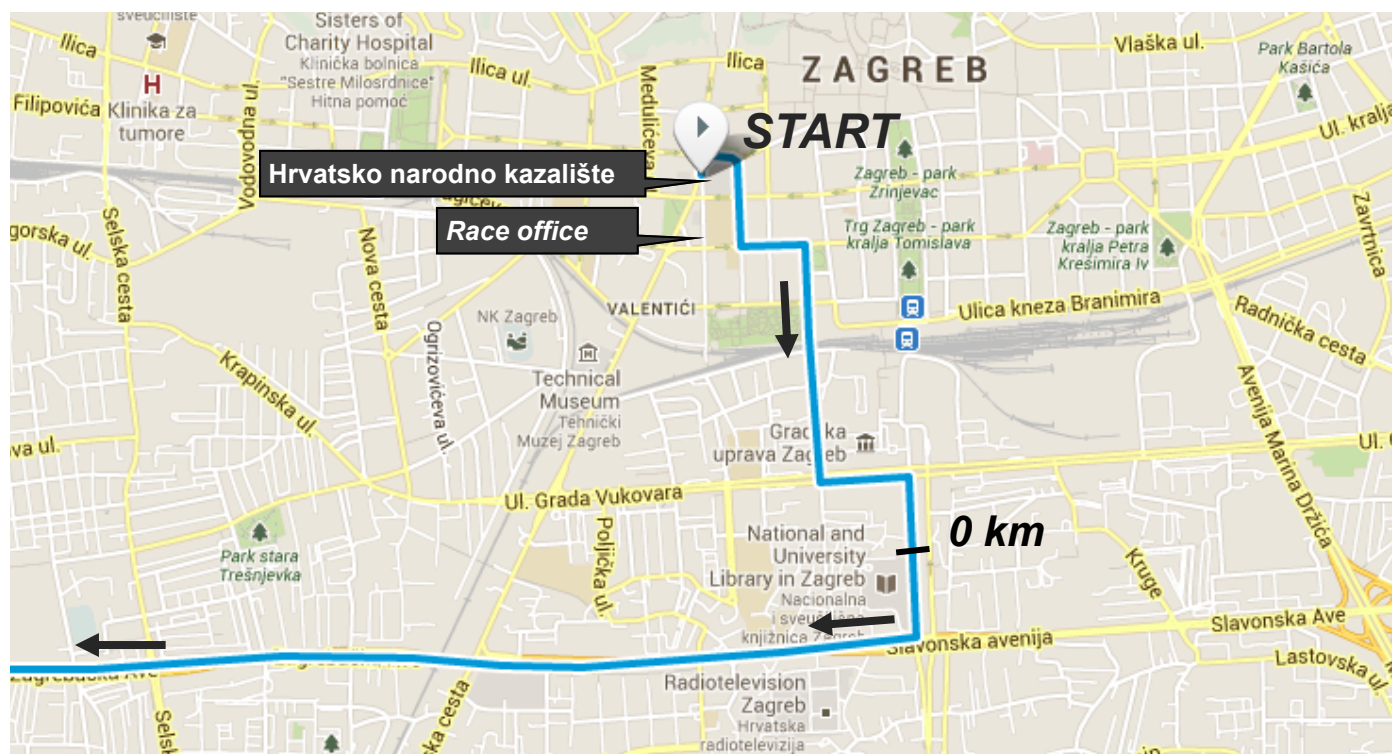 sveučilište
Sisters of
Charity Hospital
Klinička bolnica
"Sestre Milosrdnice"
Hitna pomoć
Ilica
Ilica ul.
Ilica
ZAGREB
Vlaška ul.
Park Bartola
Kašića
H
Klinika za
tumore
Filipovića
Vodovodna ul.
Medulićeva
START
Ul. kralja
Hrvatsko narodno kazalište
Zagreb - park
Zrinjevac
Race office
Trg Zagreb - park
kralja Tomislava
Zagreb - park
kralja Petra
Krešimira Iv
Zavrtnica
Selska cesta
Nova cesta
gorska ul.
VALENTIĆI
Ulica kneza Branimira
Radnička cesta
NK Zagreb
Ogrizovićeva ul.
Technical
Museum
Tehnički
Muzej Zagreb
Krapinska ul.
Avenija Marina Držića
va ul.
uprava Zagreb
Ul. Grada Vukovara
Poljička ul.
0 km
National and
University
Library in Zagreb
Nacionalna
i sveučilišna
knjižnica Zagreb
Kruge
Park stara
Trešnjevka
Slavonska Ave
Slavonska avenija
Lastovska ul.
Radiotelevision
Zagreb
Hrvatska
radiotelevizija
ka cesta